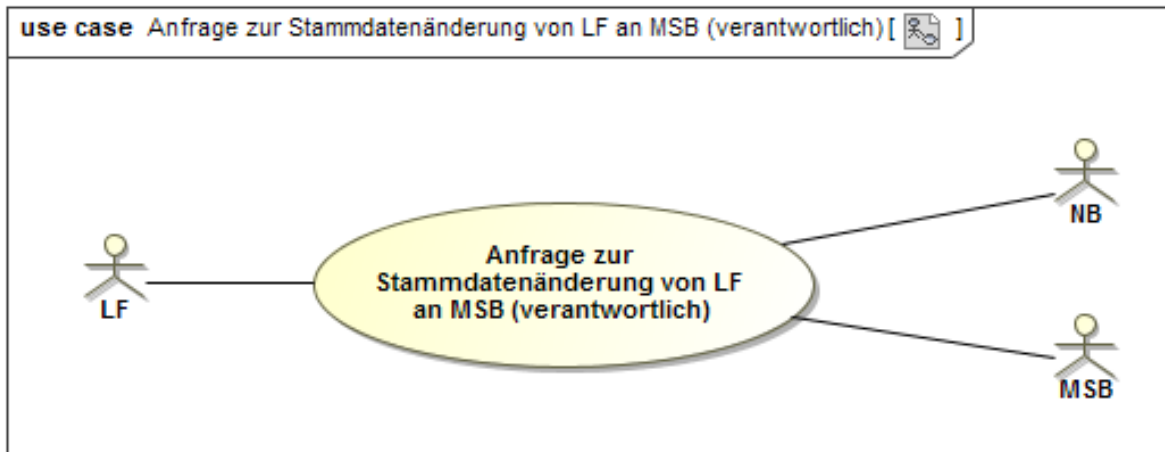 use case Anfrage zur Stammdatenänderung von LF an MSB (verantwortlich) [ ]
NB
Anfrage zur
Stammdatenänderung von LF
an MSB (verantwortlich)
LF
MSB